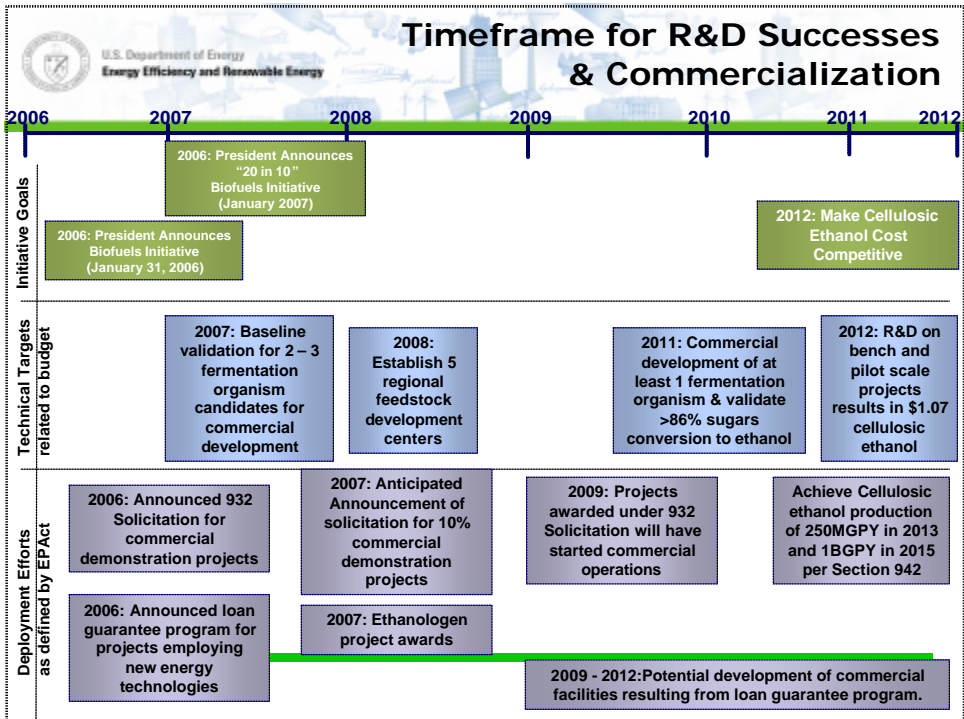 U.S. Department of Energy
Energy Efficiency and Renewable Energy
Timeframe for R&D Successes
& Commercialization
2006
2007
2008
2009
2010
2011
2012
Initiative Goals
2006: President Announces
"20 in 10"
Biofuels Initiative
(January 2007)
2006: President Announces
Biofuels Initiative
(January 31, 2006)
2012: Make Cellulosic
Ethanol Cost
Competitive
Technical Targets
related to budget
2007: Baseline
validation for 2 – 3
fermentation
organism
candidates for
commercial
development
2008:
Establish 5
regional
feedstock
development
centers
2011: Commercial
development of at
least 1 fermentation
organism & validate
>86% sugars
conversion to ethanol
2012: R&D on
bench and
pilot scale
projects
results in $1.07
cellulosic
ethanol
Deployment Efforts
as defined by EPAct
2006: Announced 932
Solicitation for
commercial
demonstration projects
2007: Anticipated
Announcement of
solicitation for 10%
commercial
demonstration
projects
2009: Projects
awarded under 932
Solicitation will have
started commercial
operations
Achieve Cellulosic
ethanol production
of 250MGPY in 2013
and 1BGPY in 2015
per Section 942
2006: Announced loan
guarantee program for
projects employing
new energy
technologies
2007: Ethanologen
project awards
2009 - 2012:Potential development of commercial
facilities resulting from loan guarantee program.